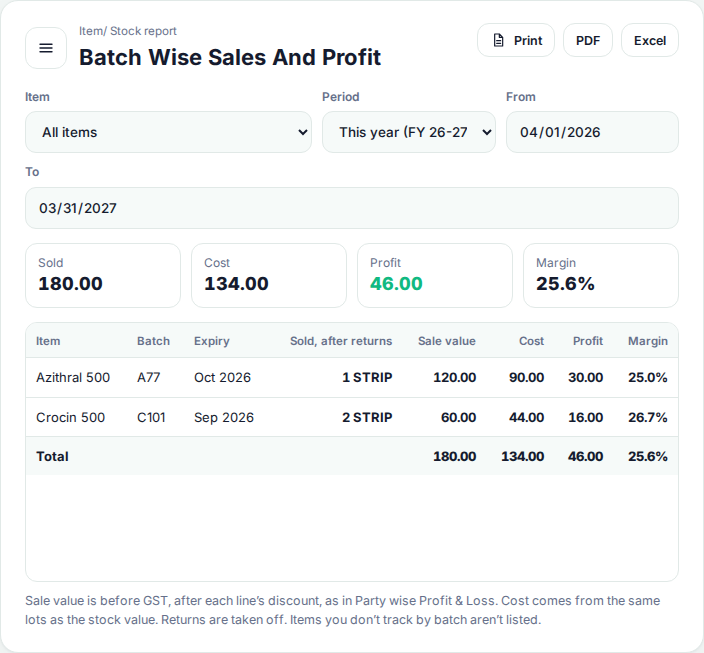 Item/ Stock report
Batch Wise Sales And Profit
Print PDF Excel
Item Period From
All items This year (FY 26-27 04/01/2026
To
03/31/2027
Sold Cost Profit Margin
180.00 134.00 46.00 25.6%
Item Batch Expiry Sold, after returns Sale value Cost Profit Margin
Azithral 500 A77 Oct 2026 1 STRIP 120.00 90.00 30.00 25.0%
Crocin 500 C101 Sep 2026 2 STRIP 60.00 44.00 16.00 26.7%
Total 180.00 134.00 46.00 25.6%
Sale value is before GST, after each line's discount, as in Party wise Profit & Loss. Cost comes from the same
lots as the stock value. Returns are taken off. Items you don't track by batch aren't listed.